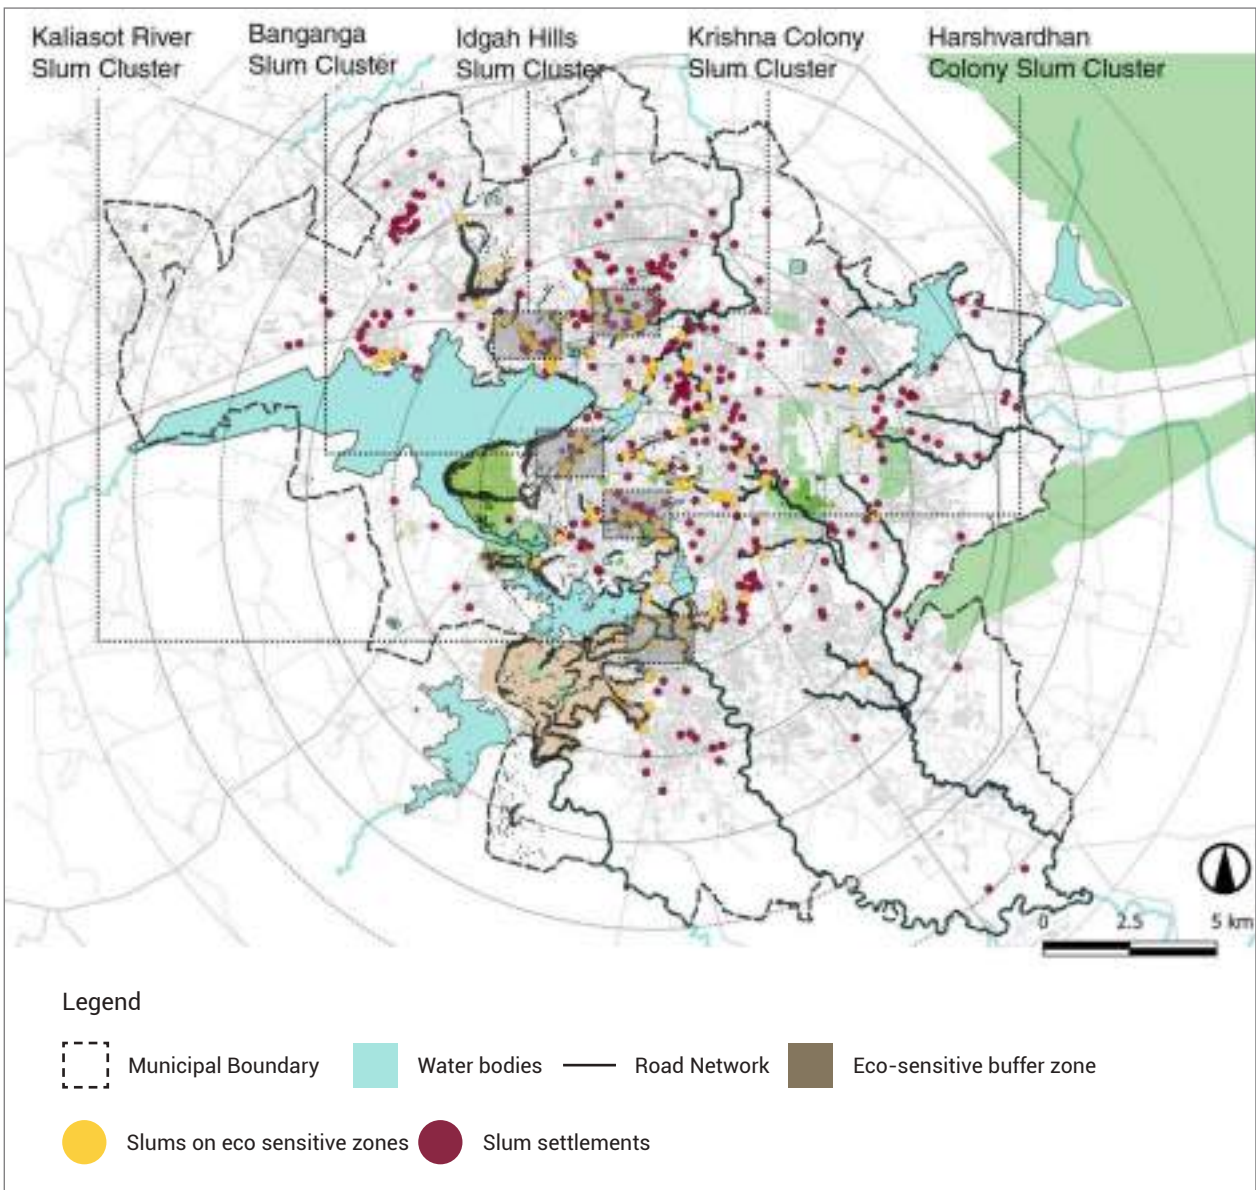 Kaliasot River
Slum Cluster
Banganga
Slum Cluster
Idgah Hills
Slum Cluster
Krishna Colony
Slum Cluster
Harshvardhan
Colony Slum Cluster
0 2.5 5 km
Legend
Municipal Boundary
Water bodies
Road Network
Eco-sensitive buffer zone
Slums on eco sensitive zones
Slum settlements